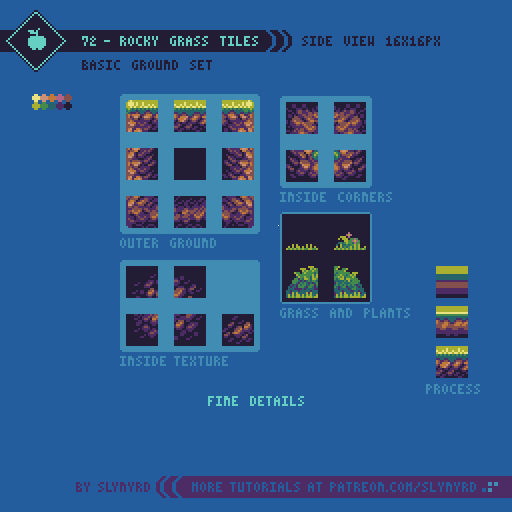 72 - ROCKY GRASS TILES
SIDE VIEW 16X16PX
BASIC GROUND SET
INSIDE CORNERS
OUTER GROUND
GRASS AND PLANTS
INSIDE TEXTURE
PROCESS
FINE DETAILS
BY SLYNYRD
MORE TUTORIALS AT PATREON.COM/SLYNYRD